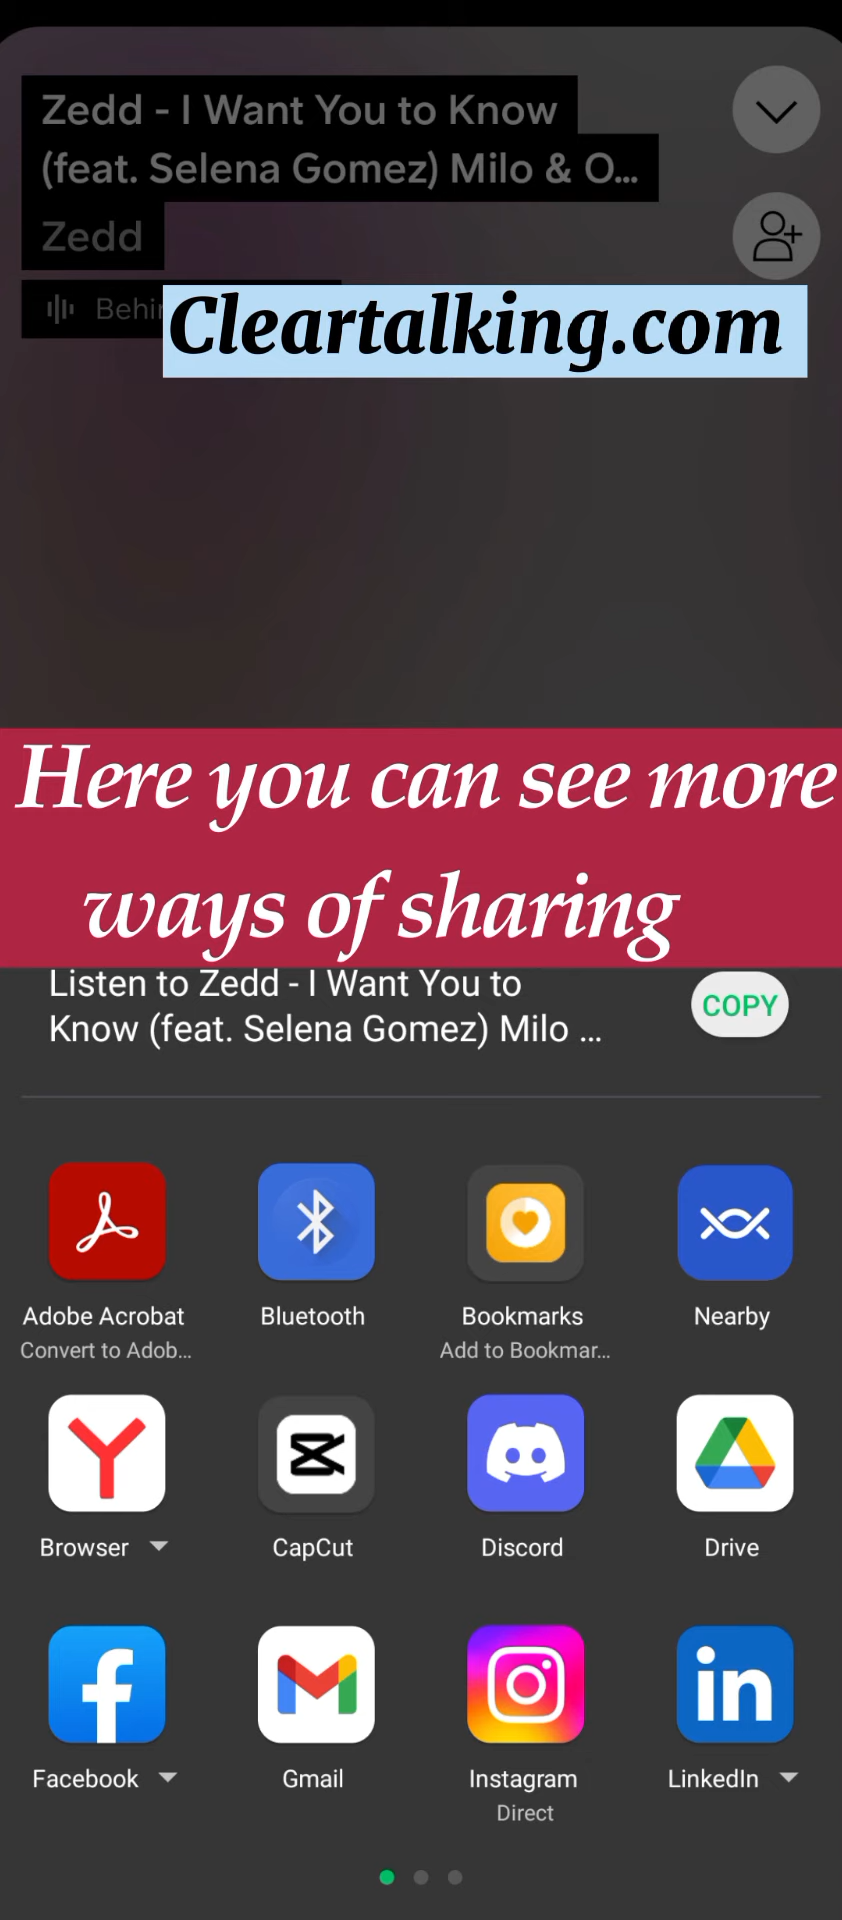 Zedd - I Want You to Know
(feat. Selena Gomez) Milo & O...
Zedd
Cleartalking.com
Here you can see more
ways of sharing
Listen to Zedd - I Want You to
Know (feat. Selena Gomez) Milo ...
COPY
Adobe Acrobat
Convert to Adob...
Bluetooth
Bookmarks
Add to Bookmar...
Nearby
Browser
CapCut
Discord
Drive
Facebook
Gmail
Instagram
Direct
LinkedIn